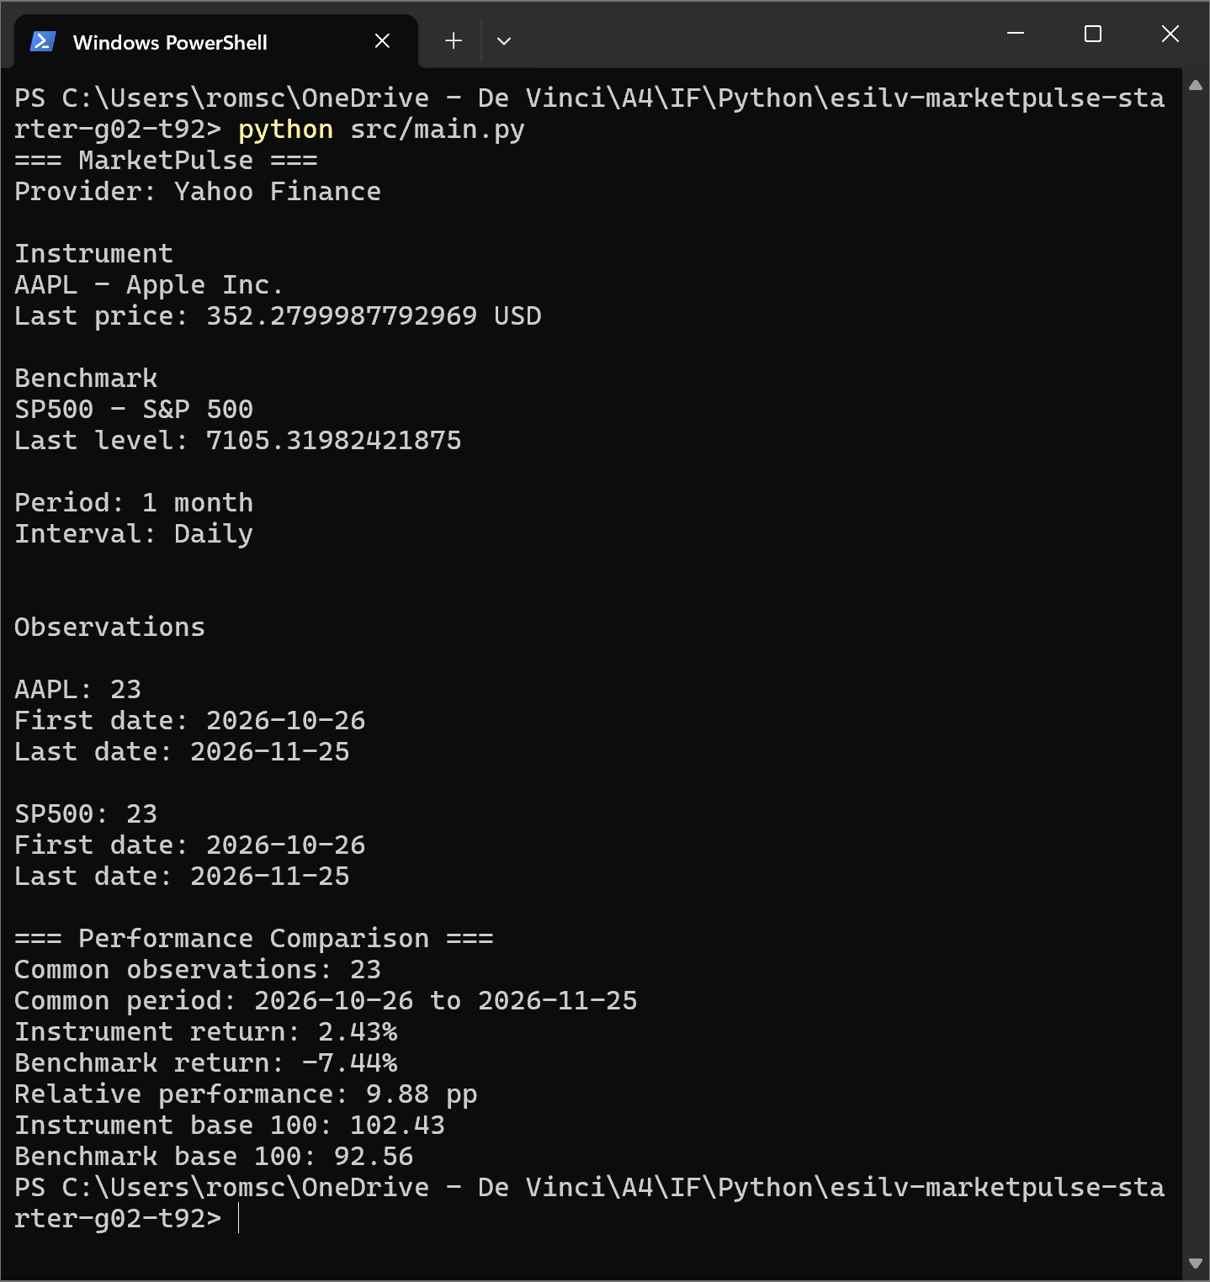 Windows PowerShell
PS C:\Users\romsc\OneDrive - De Vinci\A4\IF\Python\esilv-marketpulse-sta
rter-g02-t92> python src/main.py
=== MarketPulse ===
Provider: Yahoo Finance
Instrument
AAPL - Apple Inc.
Last price: 352.2799987792969 USD
Benchmark
SP500 - S&P 500
Last level: 7105.31982421875
Period: 1 month
Interval: Daily
Observations
AAPL: 23
First date: 2026-10-26
Last date: 2026-11-25
SP500: 23
First date: 2026-10-26
Last date: 2026-11-25
=== Performance Comparison ===
Common observations: 23
Common period: 2026-10-26 to 2026-11-25
Instrument return: 2.43%
Benchmark return: -7.44%
Relative performance: 9.88 pp
Instrument base 100: 102.43
Benchmark base 100: 92.56
PS C:\Users\romsc\OneDrive - De Vinci\A4\IF\Python\esilv-marketpulse-sta
rter-g02-t92>